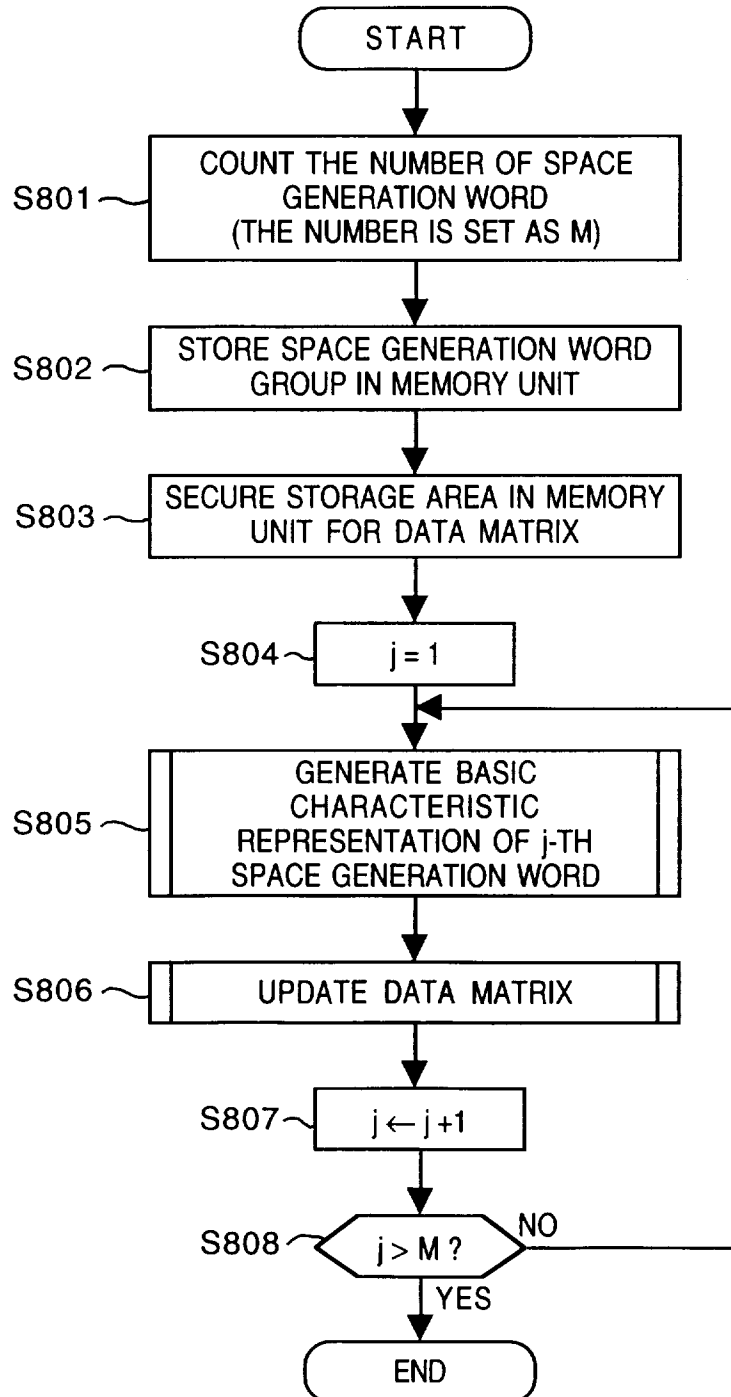 START
S801
COUNT THE NUMBER OF SPACE
GENERATION WORD
(THE NUMBER IS SET AS M)
S802
STORE SPACE GENERATION WORD
GROUP IN MEMORY UNIT
S803
SECURE STORAGE AREA IN MEMORY
UNIT FOR DATA MATRIX
S804
j = 1
S805
GENERATE BASIC
CHARACTERISTIC
REPRESENTATION OF j-TH
SPACE GENERATION WORD
S806
UPDATE DATA MATRIX
S807
j ← j +1
S808
j > M ?
NO
YES
END